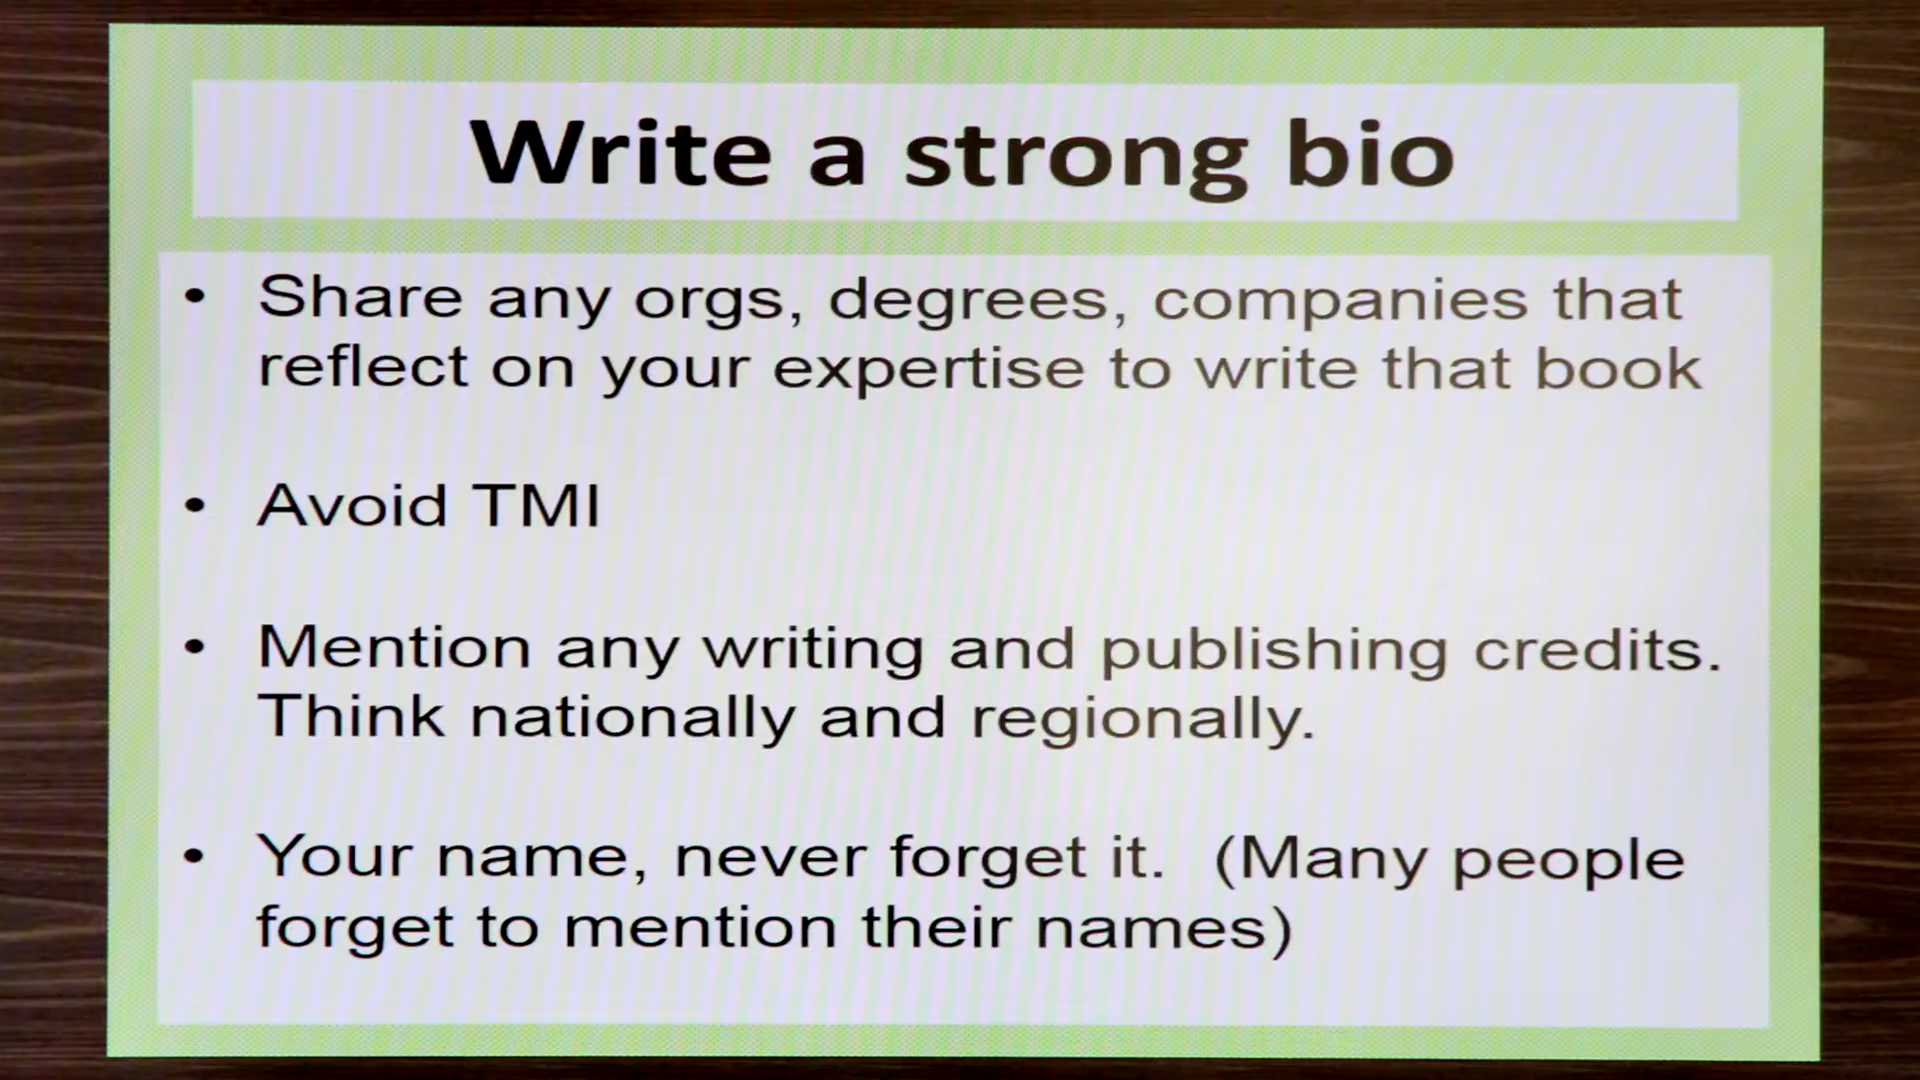 Write a strong bio
• Share any orgs, degrees, companies that
reflect on your expertise to write that book
• Avoid TMI
• Mention any writing and publishing credits.
Think nationally and regionally.
• Your name, never forget it.  (Many people
forget to mention their names)